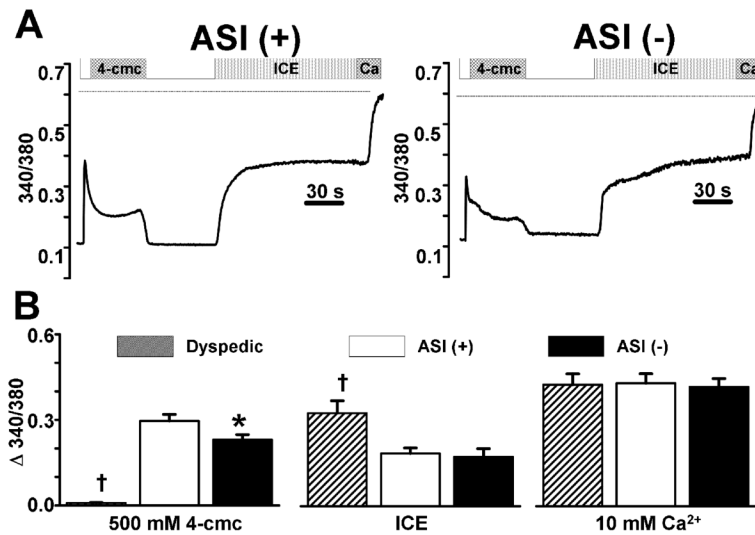 A
ASI (+)
ASI (-)
4-cmc
ICE
Ca
4-cmc
ICE
Ca
0.7
0.5
0.3
0.1
340/380
30 s
0.7
0.5
0.3
0.1
340/380
30 s
B
0.6
0.3
0.0
Δ 340/380
Dyspedic
ASI (+)
ASI (-)
†
*
†
500 mM 4-cmc
ICE
10 mM Ca²⁺